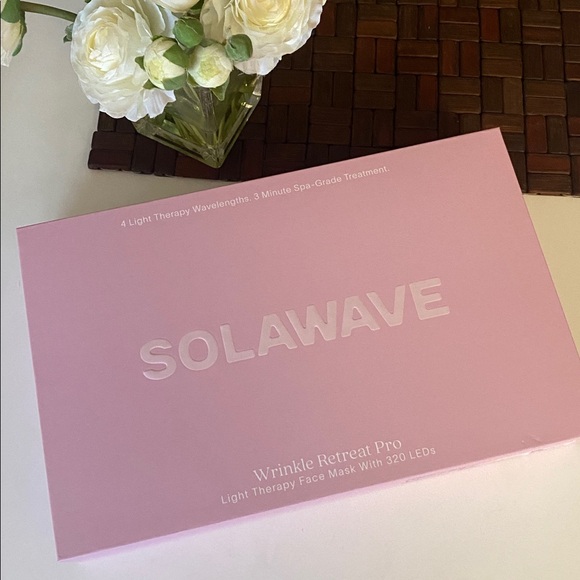 4 Light Therapy Wavelengths. 3 Minute Spa-Grade Treatment.
SOLAWAVE
Wrinkle Retreat Pro
Light Therapy Face Mask With 320 LEDs